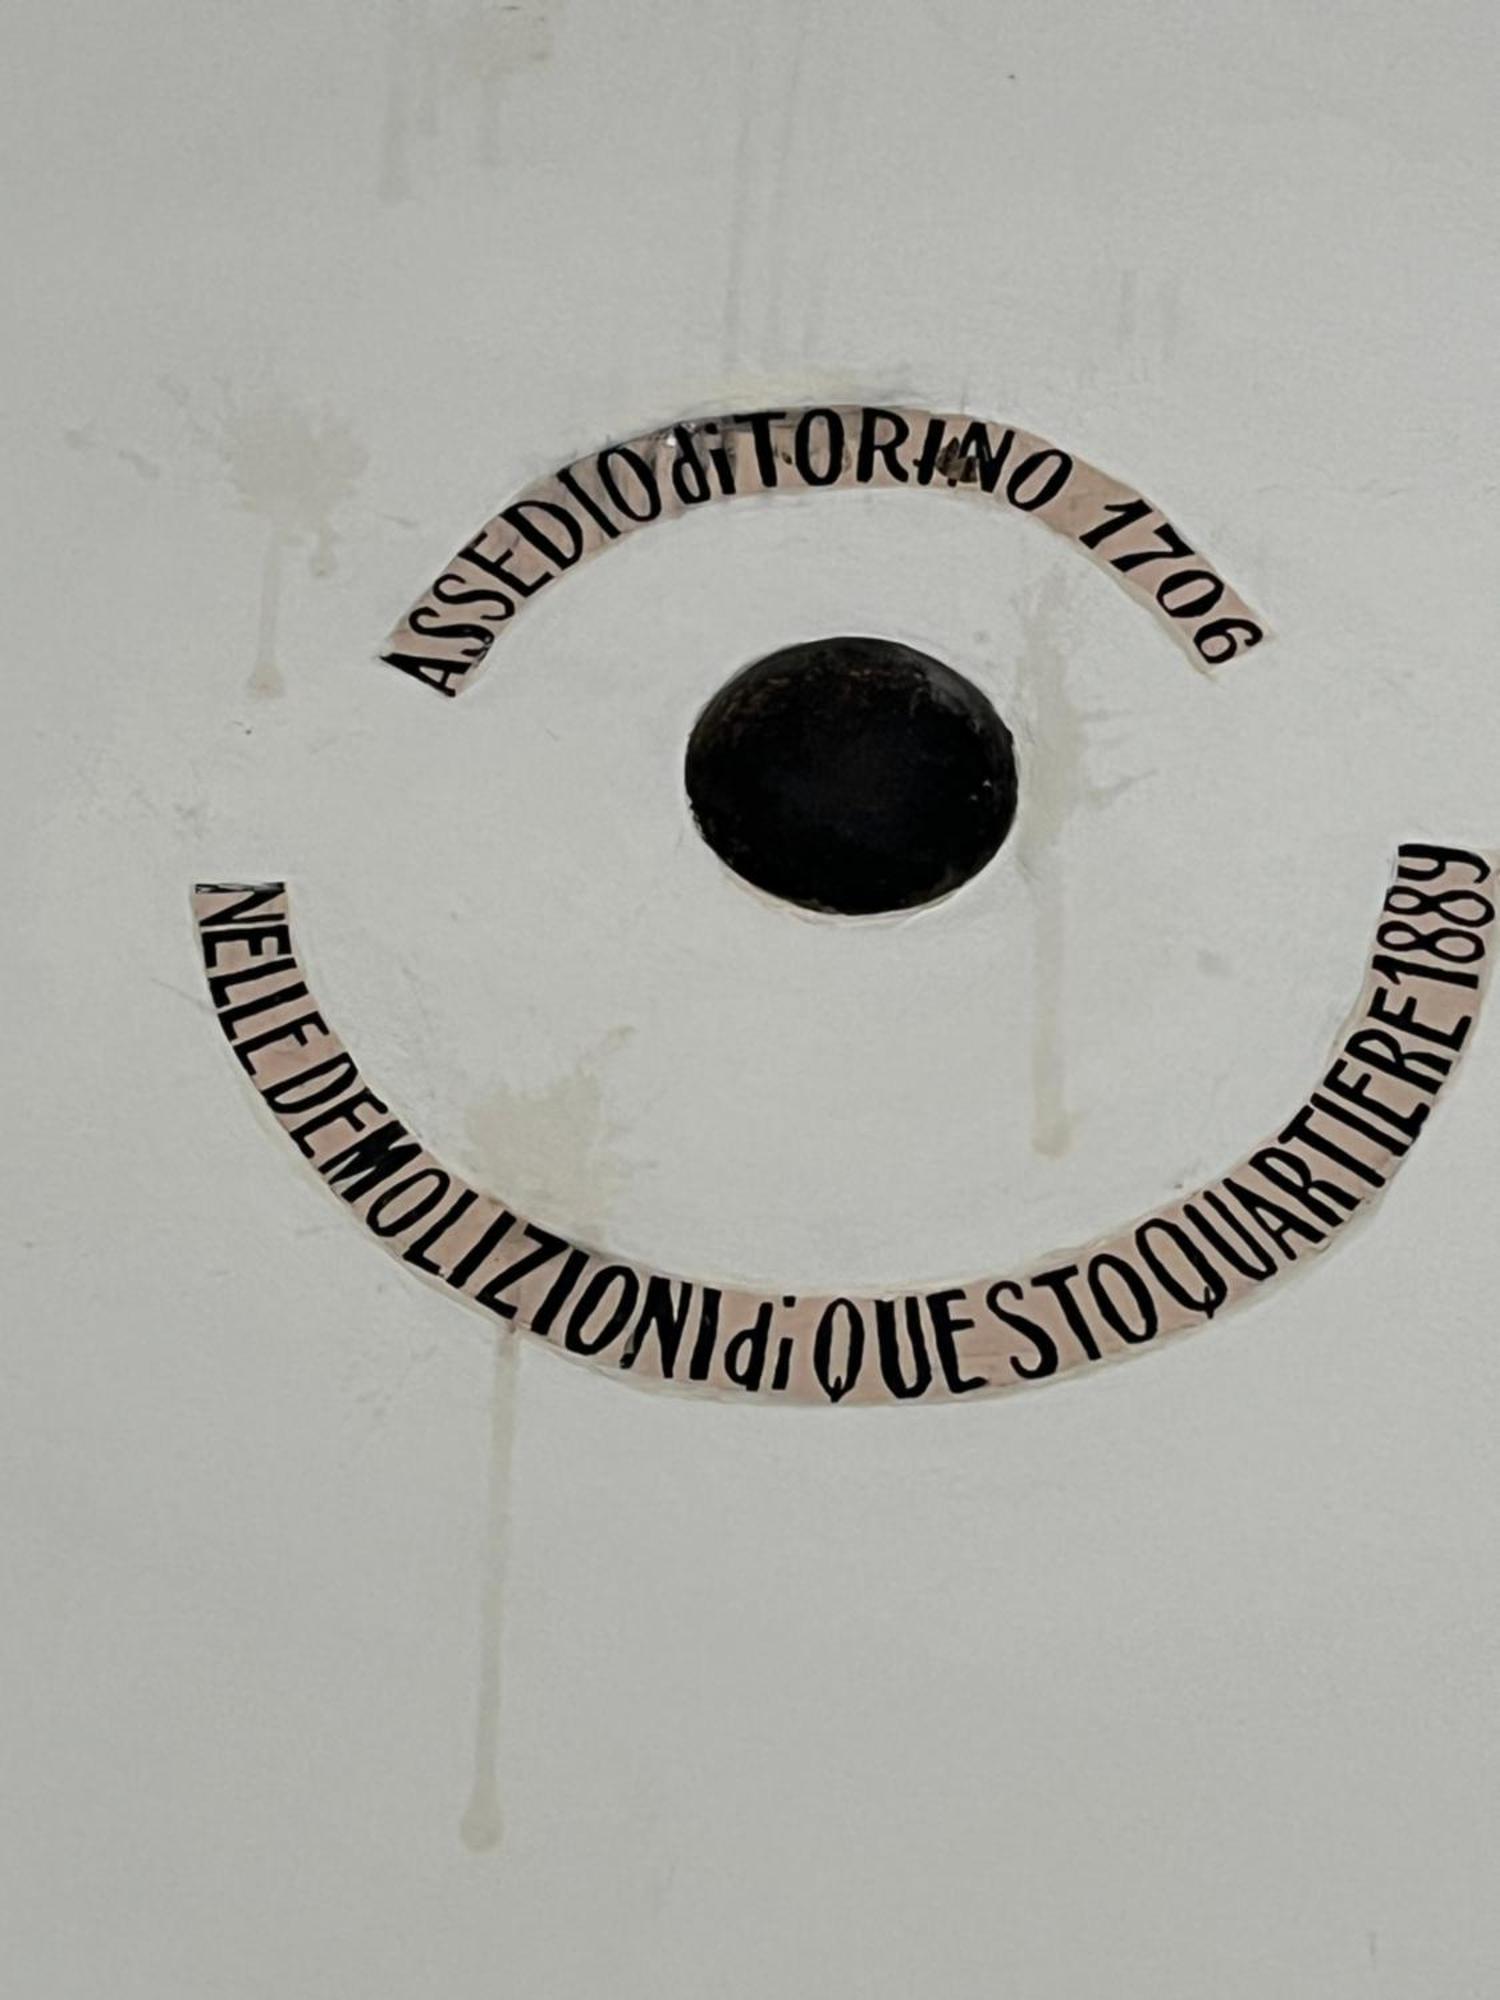 ASSEDIO di TORINO 1706
NELLE DEMOLIZIONI di QUESTO QUARTIERE 1889